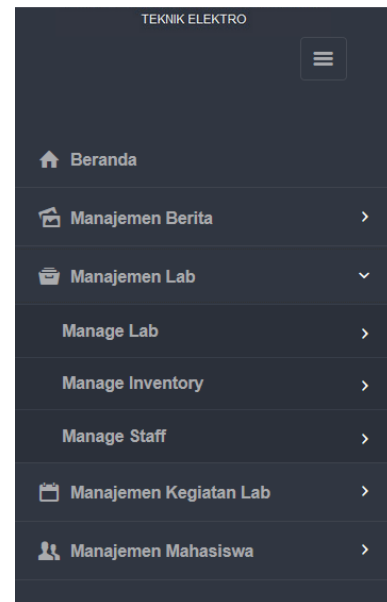 TEKNIK ELEKTRO
Beranda
Manajemen Berita
Manajemen Lab
Manage Lab
Manage Inventory
Manage Staff
Manajemen Kegiatan Lab
Manajemen Mahasiswa